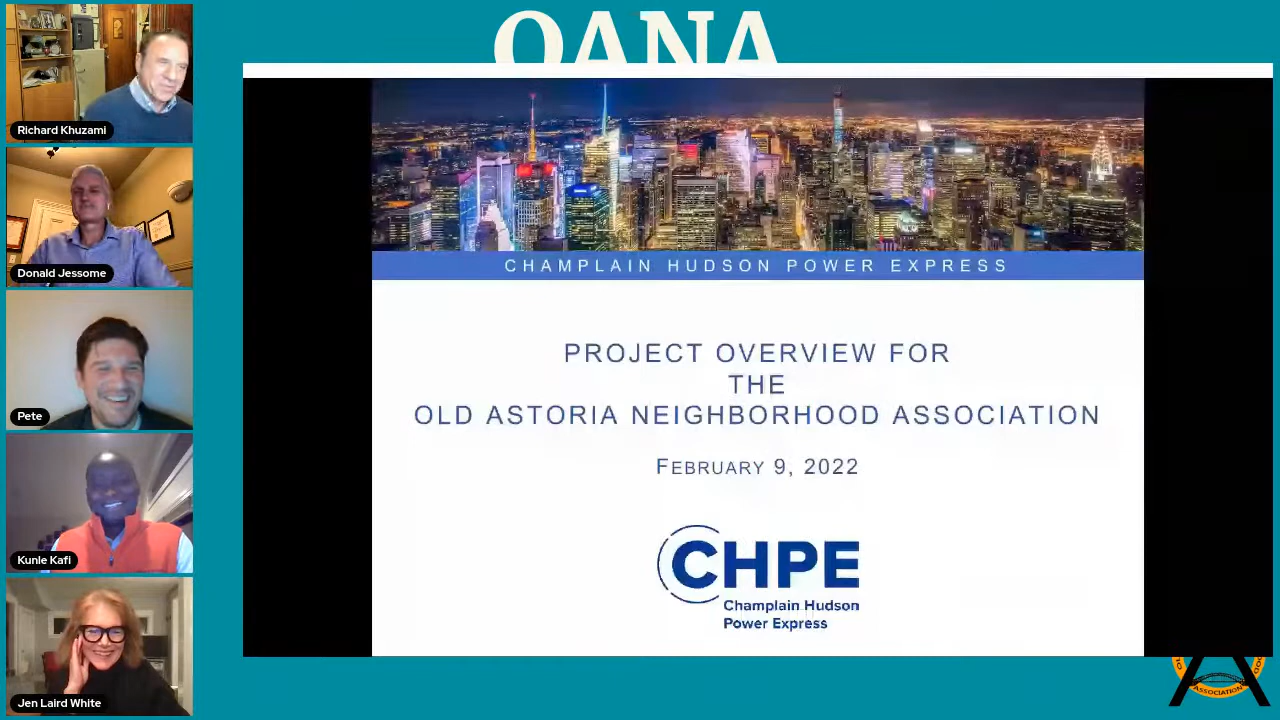 OANA
Richard Khuzami
Donald Jessome
Pete
Kunle Kafi
Jen Laird White
CHAMPLAIN HUDSON POWER EXPRESS
PROJECT OVERVIEW FOR
THE
OLD ASTORIA NEIGHBORHOOD ASSOCIATION
FEBRUARY 9, 2022
CHPE
Champlain Hudson
Power Express
ASSOCIATION